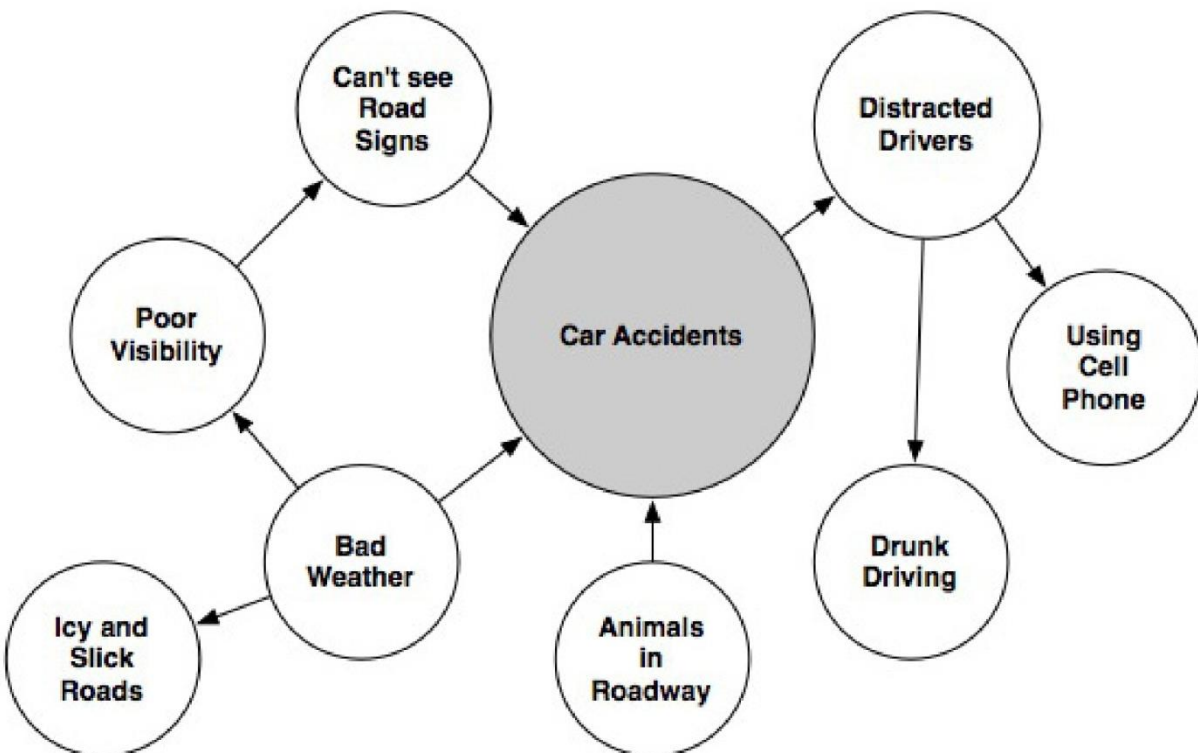 Can't see
Road
Signs
Distracted
Drivers
Poor
Visibility
Car Accidents
Using
Cell
Phone
Bad
Weather
Drunk
Driving
Icy and
Slick
Roads
Animals
in
Roadway